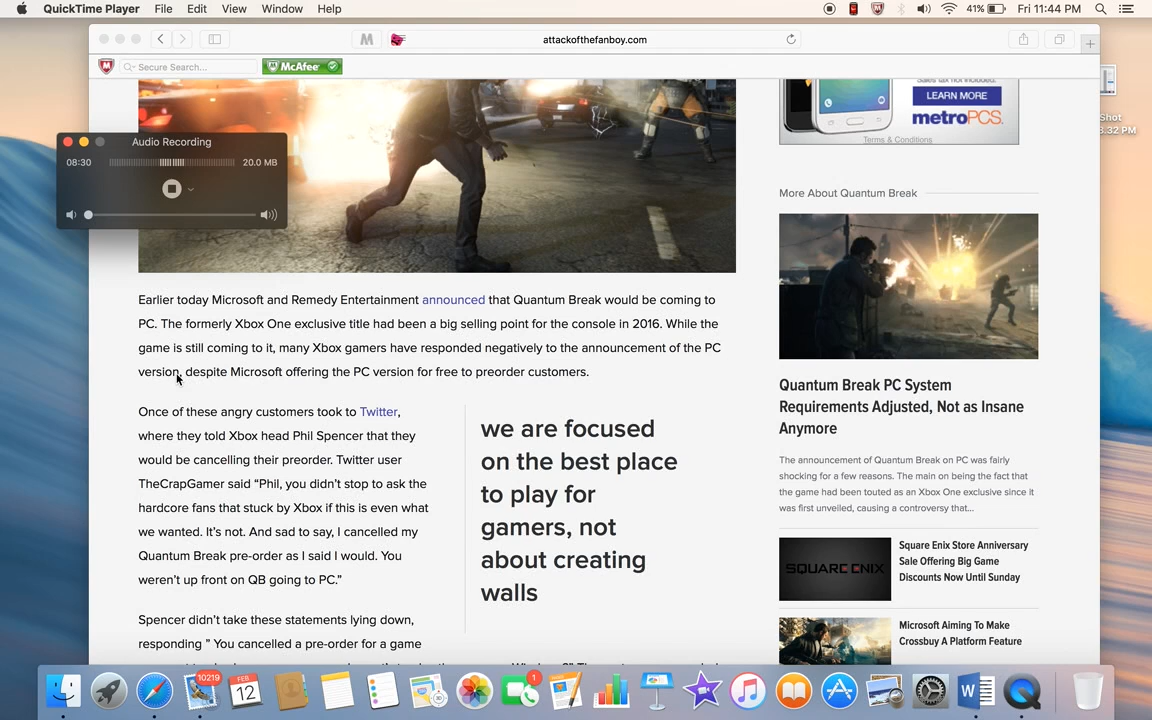 QuickTime Player File Edit View Window Help 41% Fri 11:44 PM
attackofthefanboy.com
Secure Search... McAfee
Audio Recording
08:30 20.0 MB
Earlier today Microsoft and Remedy Entertainment announced that Quantum Break would be coming to
PC. The formerly Xbox One exclusive title had been a big selling point for the console in 2016. While the
game is still coming to it, many Xbox gamers have responded negatively to the announcement of the PC
version, despite Microsoft offering the PC version for free to preorder customers.
Once of these angry customers took to Twitter,
where they told Xbox head Phil Spencer that they
would be cancelling their preorder. Twitter user
TheCrapGamer said “Phil, you didn’t stop to ask the
hardcore fans that stuck by Xbox if this is even what
we wanted. It’s not. And sad to say, I cancelled my
Quantum Break pre-order as I said I would. You
weren’t up front on QB going to PC.”
Spencer didn’t take these statements lying down,
responding ” You cancelled a pre-order for a game
we are focused
on the best place
to play for
gamers, not
about creating
walls
Sales tax not included.
LEARN MORE
metroPCS.
Terms & Conditions
More About Quantum Break
Quantum Break PC System
Requirements Adjusted, Not as Insane
Anymore
The announcement of Quantum Break on PC was fairly
shocking for a few reasons. The main on being the fact that
the game had been touted as an Xbox One exclusive since it
was first unveiled, causing a controversy that...
SQUARE ENIX
Square Enix Store Anniversary
Sale Offering Big Game
Discounts Now Until Sunday
Microsoft Aiming To Make
Crossbuy A Platform Feature
Shot
3.32 PM
10219
FEB
12
1